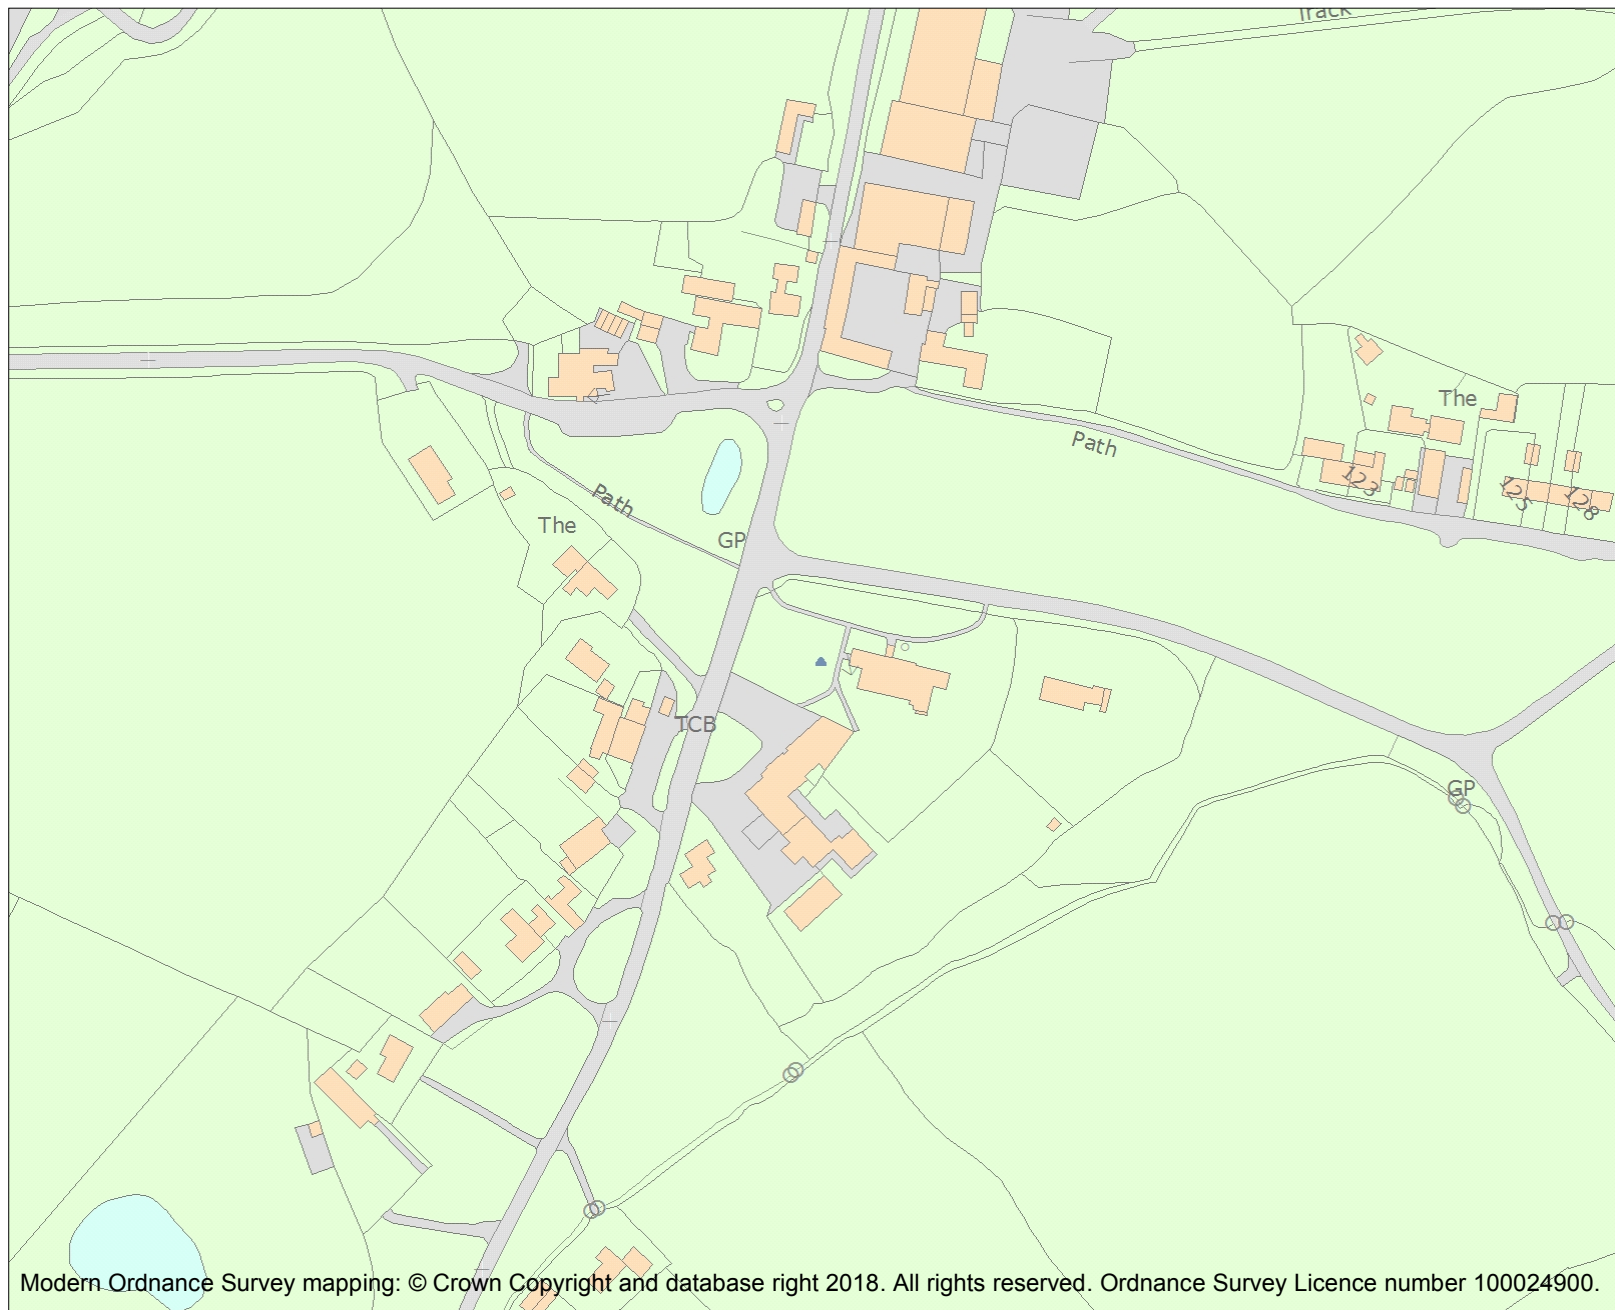 Track
The
Path
123
125
128
Path
The
GP
TCB
GP
Modern Ordnance Survey mapping: © Crown Copyright and database right 2018. All rights reserved. Ordnance Survey Licence number 100024900.